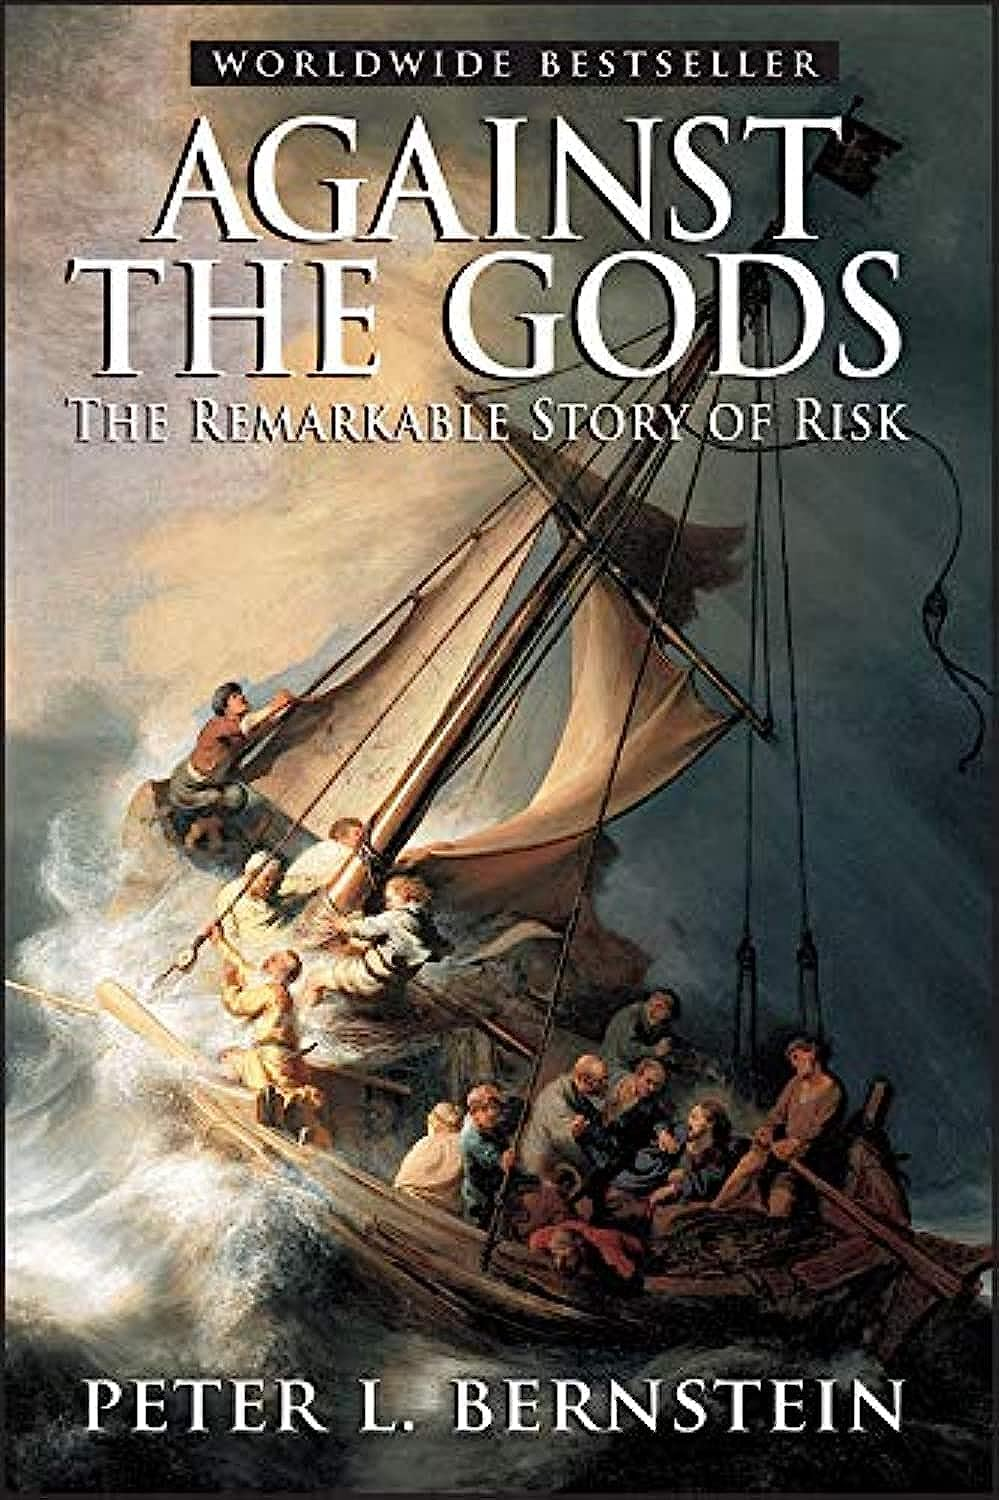 WORLDWIDE BESTSELLER
AGAINST
THE GODS
THE REMARKABLE STORY OF RISK
PETER L. BERNSTEIN